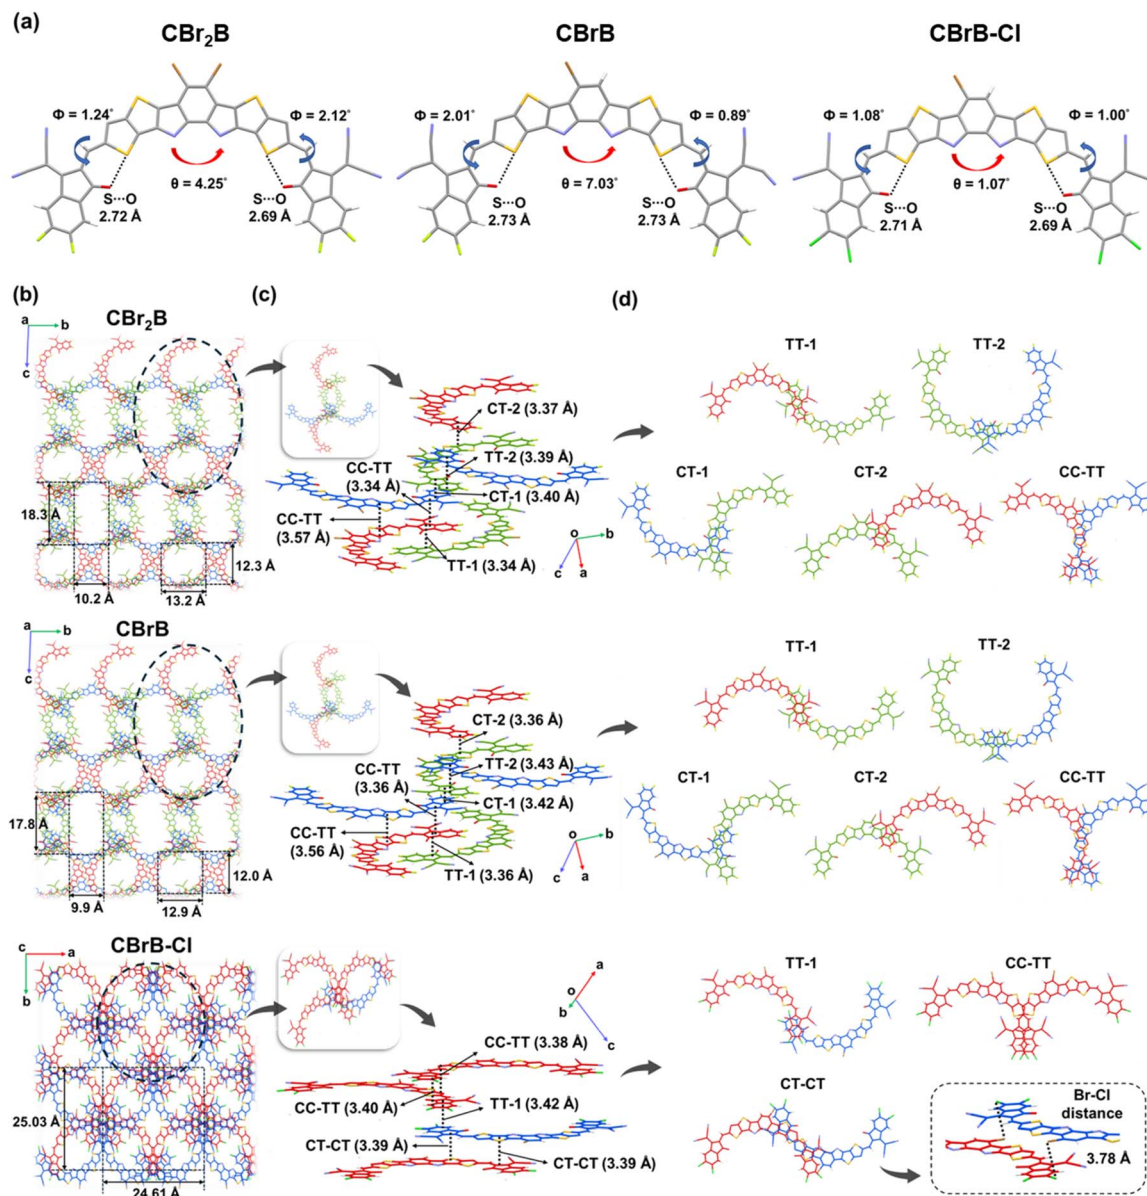 (a)
CBr₂B
CBrB
CBrB-Cl
Φ = 1.24°
Φ = 2.12°
Φ = 2.01°
Φ = 0.89°
Φ = 1.08°
Φ = 1.00°
θ = 4.25°
θ = 7.03°
θ = 1.07°
S···O
2.72 Å
S···O
2.69 Å
S···O
2.73 Å
S···O
2.73 Å
S···O
2.71 Å
S···O
2.69 Å
(b)
(c)
(d)
CBr₂B
a
b
c
18.3 Å
12.3 Å
10.2 Å
13.2 Å
CT-2 (3.37 Å)
TT-2 (3.39 Å)
CC-TT
(3.34 Å)
CT-1 (3.40 Å)
CC-TT
(3.57 Å)
TT-1 (3.34 Å)
o
b
c
a
TT-1
TT-2
CT-1
CT-2
CC-TT
CBrB
a
b
c
17.8 Å
12.0 Å
9.9 Å
12.9 Å
CT-2 (3.36 Å)
TT-2 (3.43 Å)
CC-TT
(3.36 Å)
CT-1 (3.42 Å)
CC-TT
(3.56 Å)
TT-1 (3.36 Å)
o
b
c
a
TT-1
TT-2
CT-1
CT-2
CC-TT
CBrB-Cl
c
a
b
25.03 Å
24.61 Å
a
o
b
c
CC-TT (3.38 Å)
CC-TT (3.40 Å)
TT-1 (3.42 Å)
CT-CT (3.39 Å)
CT-CT (3.39 Å)
TT-1
CC-TT
CT-CT
Br-Cl
distance
3.78 Å